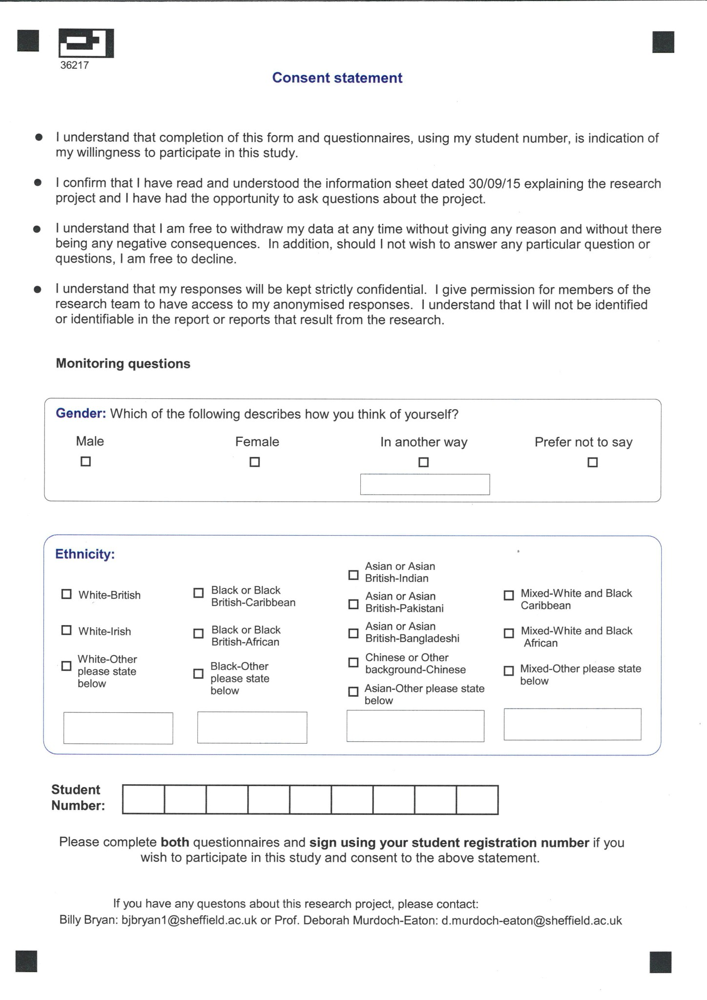 36217
Consent statement
● I understand that completion of this form and questionnaires, using my student number, is indication of
my willingness to participate in this study.
● I confirm that I have read and understood the information sheet dated 30/09/15 explaining the research
project and I have had the opportunity to ask questions about the project.
● I understand that I am free to withdraw my data at any time without giving any reason and without there
being any negative consequences. In addition, should I not wish to answer any particular question or
questions, I am free to decline.
● I understand that my responses will be kept strictly confidential. I give permission for members of the
research team to have access to my anonymised responses. I understand that I will not be identified
or identifiable in the report or reports that result from the research.
Monitoring questions
Gender: Which of the following describes how you think of yourself?
Male Female In another way Prefer not to say
Ethnicity:
White-British
White-Irish
White-Other
please state
below
Black or Black
British-Caribbean
Black or Black
British-African
Black-Other
please state
below
Asian or Asian
British-Indian
Asian or Asian
British-Pakistani
Asian or Asian
British-Bangladeshi
Chinese or Other
background-Chinese
Asian-Other please state
below
Mixed-White and Black
Caribbean
Mixed-White and Black
African
Mixed-Other please state
below
Student
Number:
Please complete both questionnaires and sign using your student registration number if you
wish to participate in this study and consent to the above statement.
If you have any questons about this research project, please contact:
Billy Bryan: bjbryan1@sheffield.ac.uk or Prof. Deborah Murdoch-Eaton: d.murdoch-eaton@sheffield.ac.uk